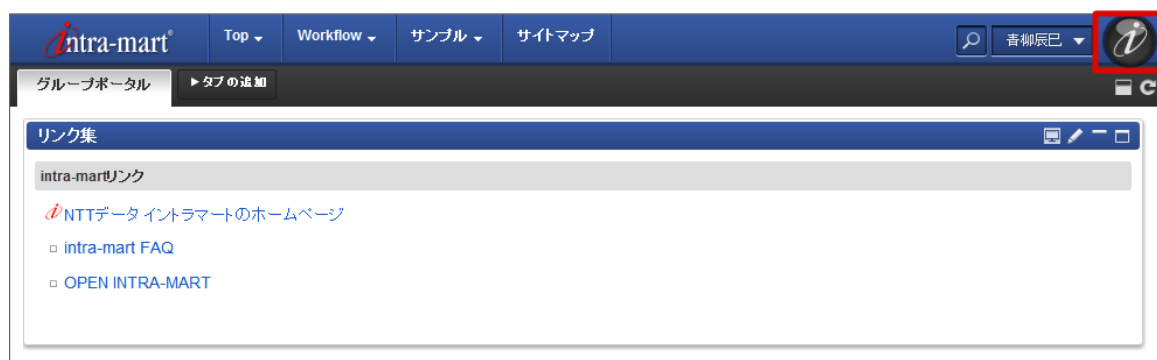 intra-mart® Top Workflow サンプル サイトマップ 青柳辰巳
グループポータル ▶タブの追加
リンク集
intra-martリンク
NTTデータ イントラマートのホームページ
intra-mart FAQ
OPEN INTRA-MART